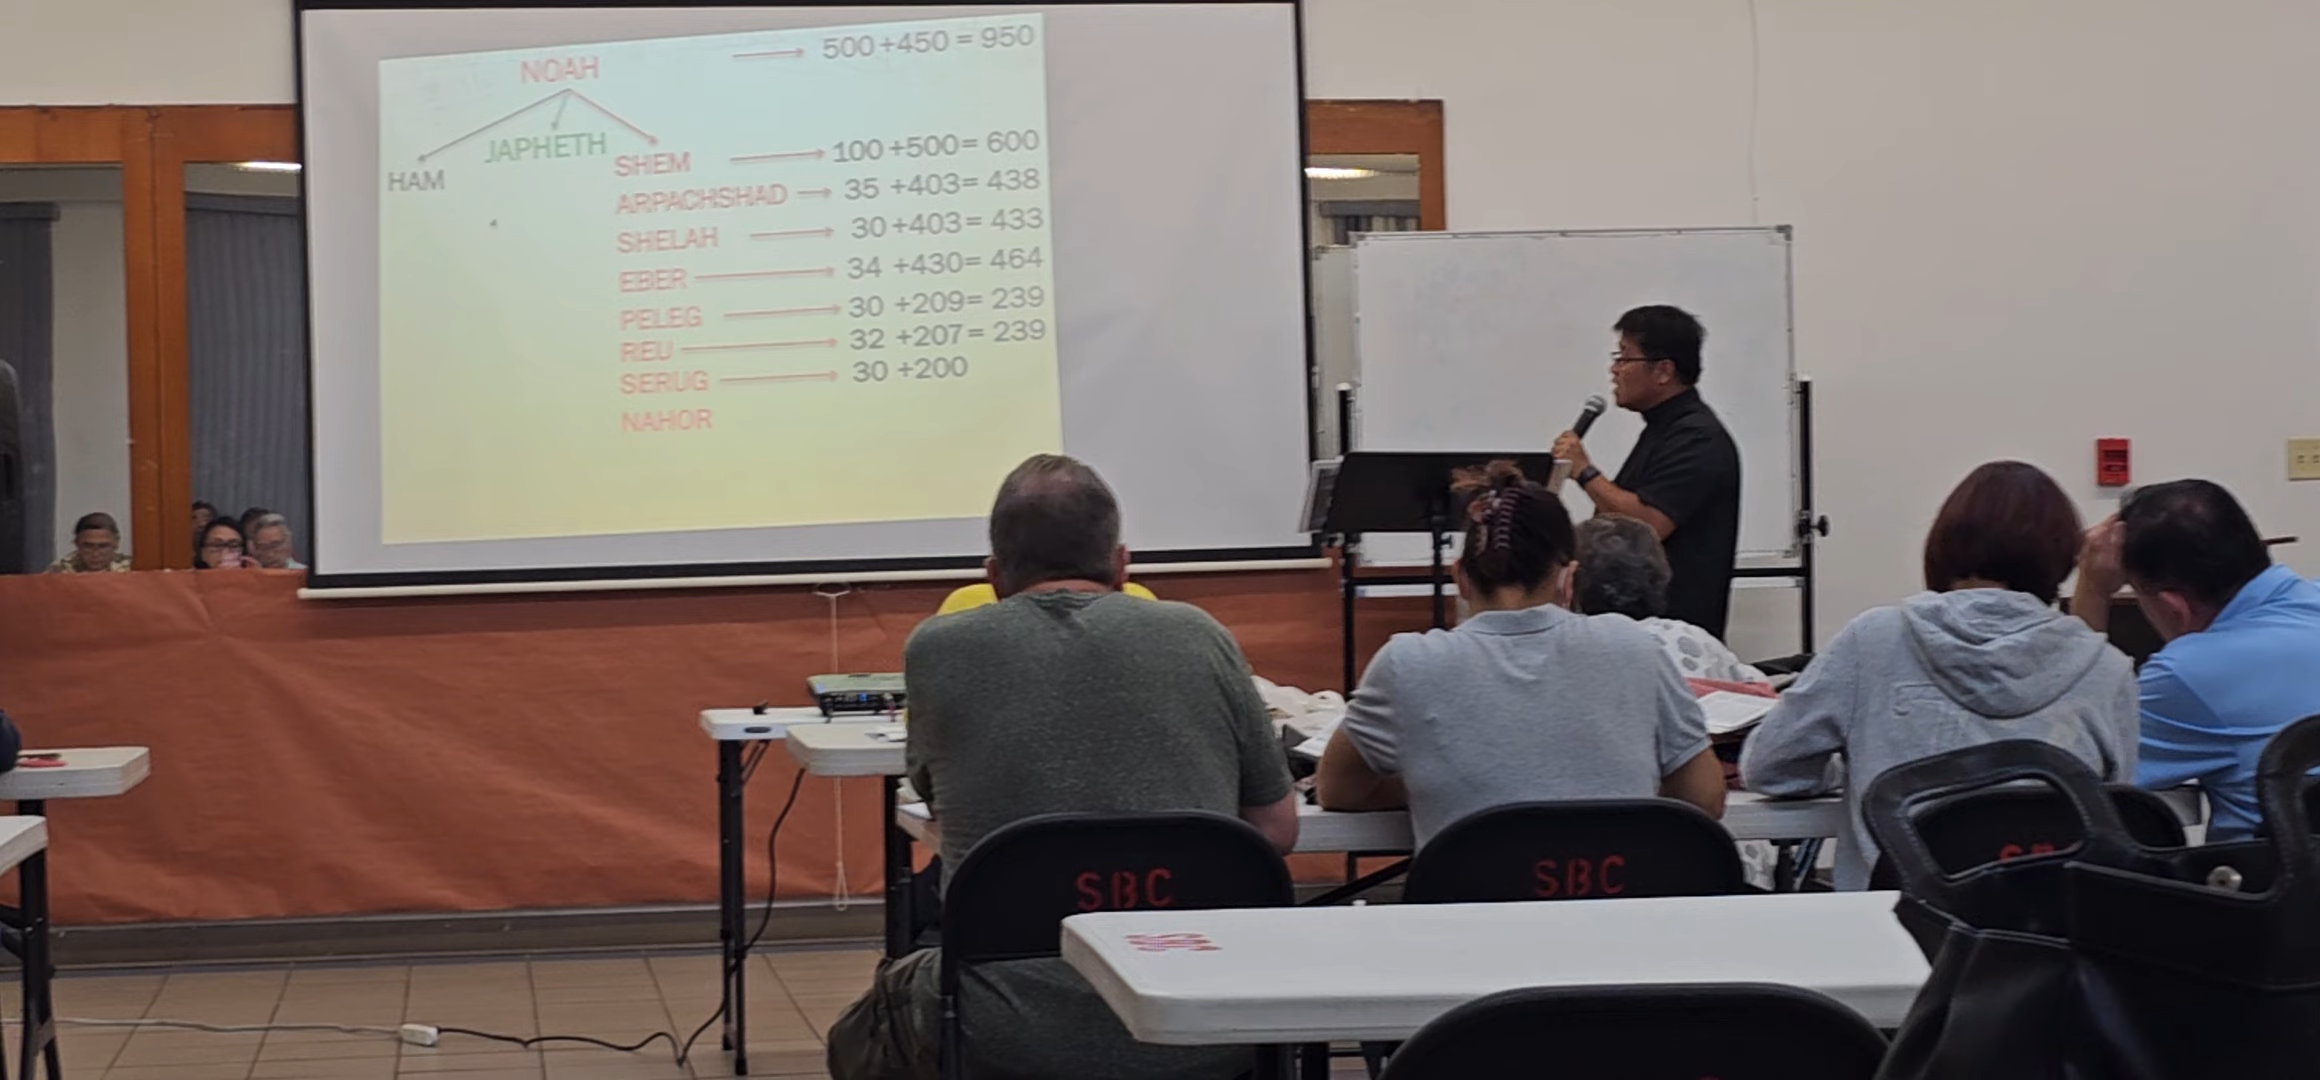 NOAH → 500 +450 = 950
HAM JAPHETH
SHEM → 100 +500= 600
ARPACHSHAD → 35 +403= 438
SHELAH → 30 +403= 433
EBER → 34 +430= 464
PELEG → 30 +209= 239
REU → 32 +207= 239
SERUG → 30 +200
NAHOR
SBC
SBC